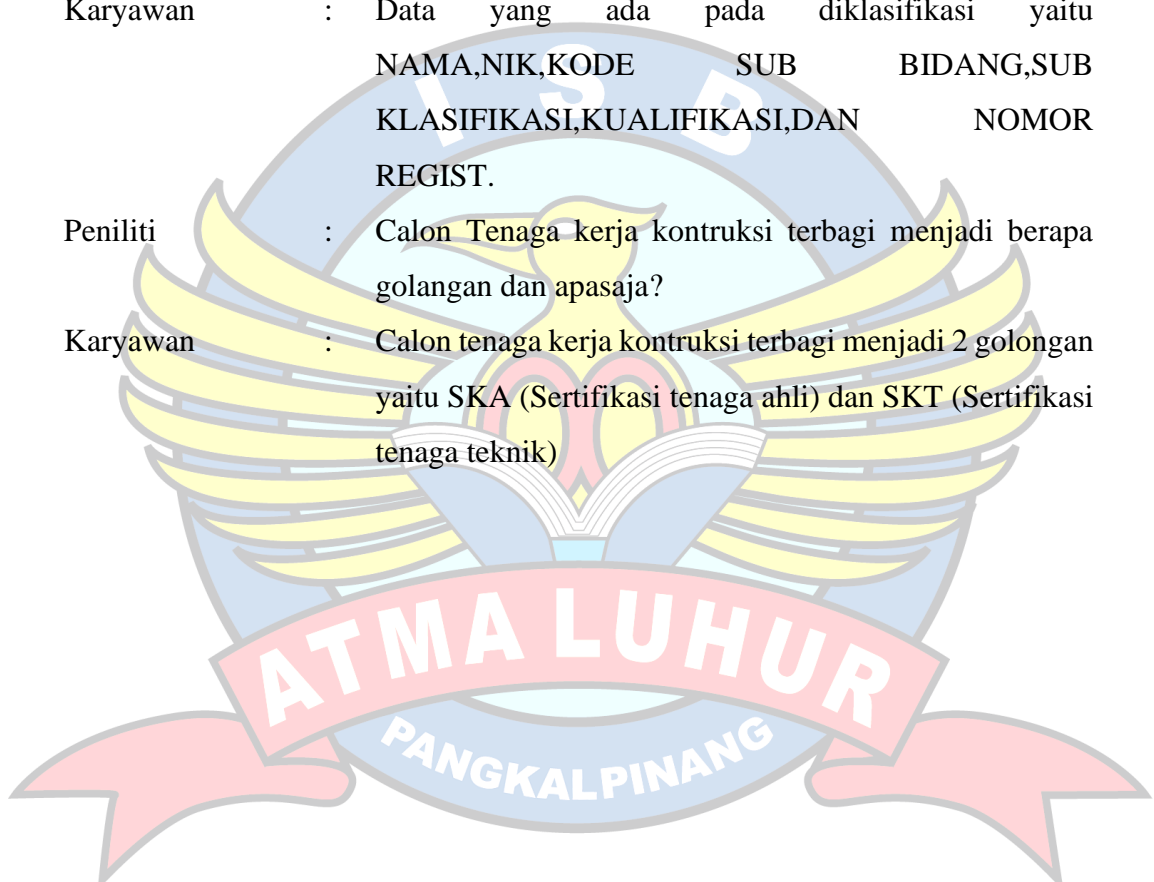 Karyawan : Data yang ada pada diklasifikasi yaitu
NAMA,NIK,KODE SUB BIDANG,SUB
KLASIFIKASI,KUALIFIKASI,DAN NOMOR
REGIST.
Peniliti : Calon Tenaga kerja kontruksi terbagi menjadi berapa
golangan dan apasaja?
Karyawan : Calon tenaga kerja kontruksi terbagi menjadi 2 golongan
yaitu SKA (Sertifikasi tenaga ahli) dan SKT (Sertifikasi
tenaga teknik)
I S B
ATMA LUHUR
PANGKALPINANG